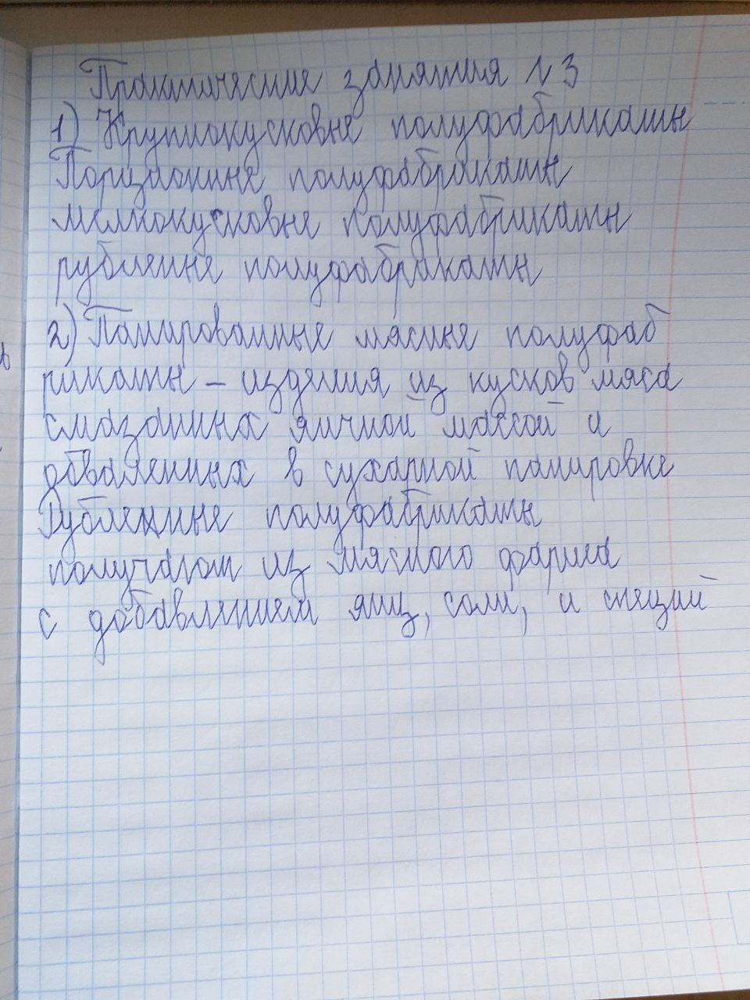 Практические занятия № 3
1) Крупнокусковые полуфабрикаты
Порционные полуфабрикаты
мелкокусковые полуфабрикаты
рубленые полуфабрикаты
2) Панированные мясные полуфаб
рикаты – изделия из кусков мяса
смазанных яичной массой и
обваленных в сухарной панировке
Рубленные полуфабрикаты
получают из мясного фарша
с добавлением яиц, соли, и специй